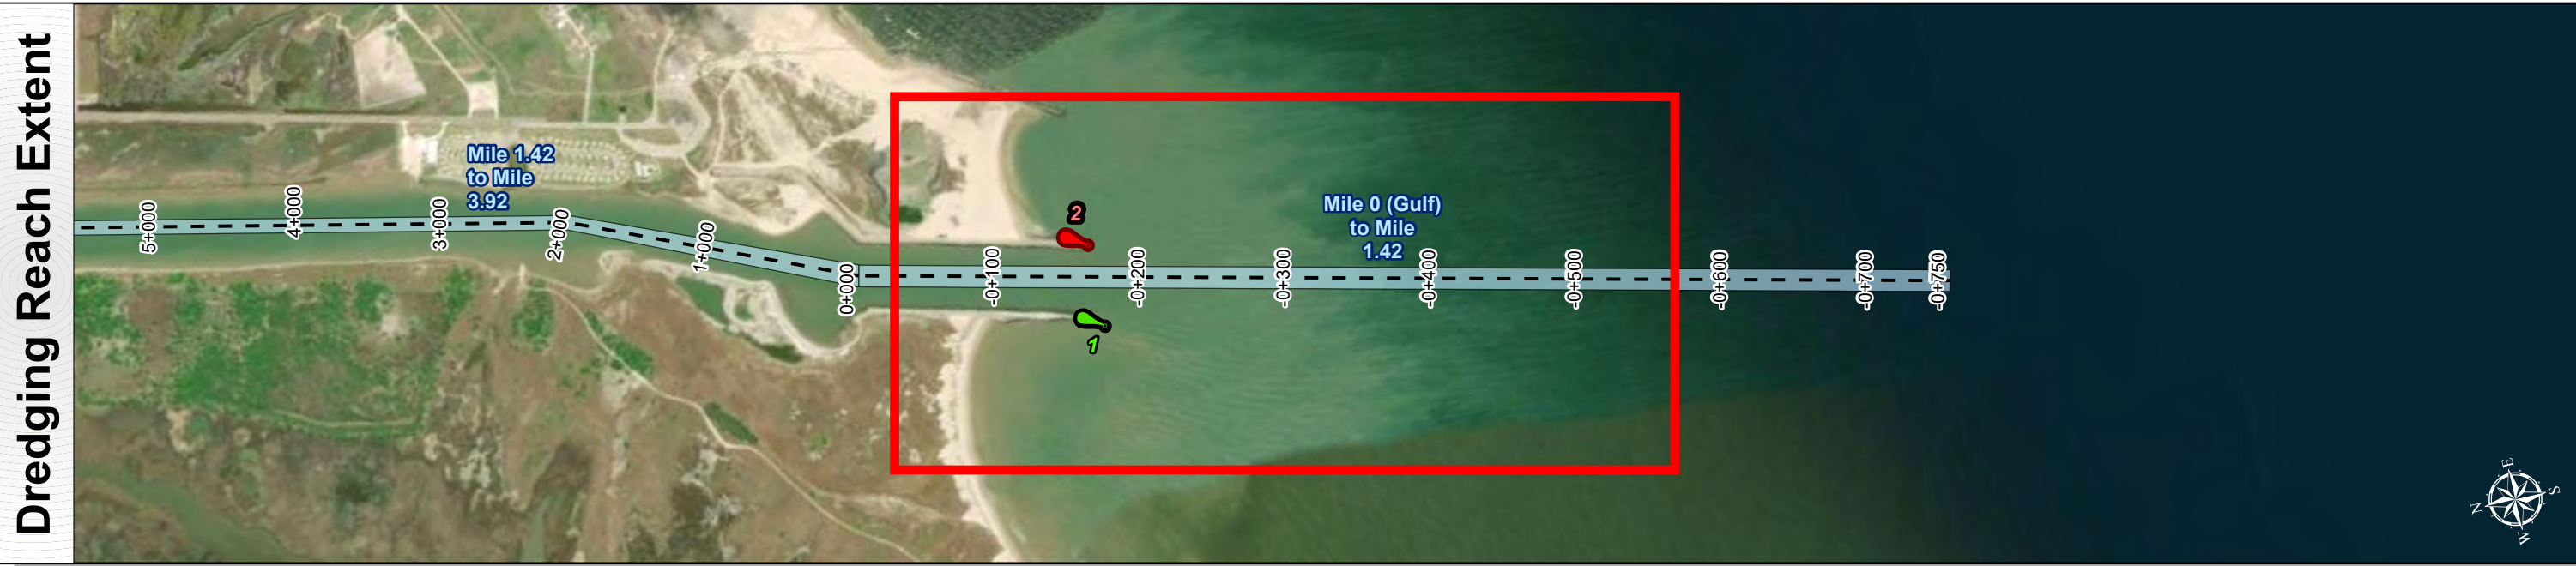 Dredging Reach Extent
Mile 1.42
to Mile
3.92
5+000
4+000
3+000
2+000
1+000
0+000
2
1
Mile 0 (Gulf)
to Mile
1.42
-0+100
-0+200
-0+300
-0+400
-0+500
-0+600
-0+700
-0+750
N
E
S
W